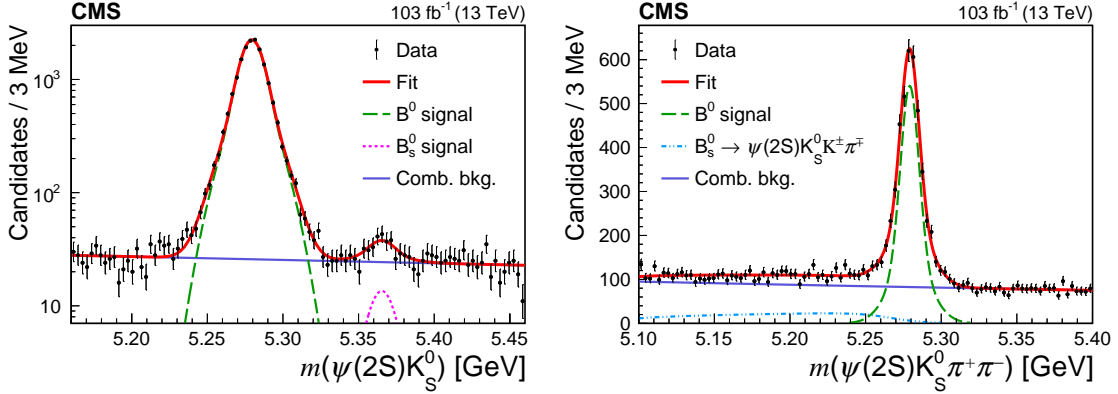 CMS 103 fb⁻¹ (13 TeV)
Candidates / 3 MeV
10³
10²
10
Data
Fit
B⁰ signal
B⁰ₛ signal
Comb. bkg.
5.20 5.25 5.30 5.35 5.40 5.45
m(ψ(2S)K⁰_S) [GeV]
CMS 103 fb⁻¹ (13 TeV)
Candidates / 3 MeV
600
500
400
300
200
100
0
Data
Fit
B⁰ signal
B⁰ₛ → ψ(2S)K⁰_S K^± π^∓
Comb. bkg.
5.10 5.15 5.20 5.25 5.30 5.35 5.40
m(ψ(2S)K⁰_S π⁺π⁻) [GeV]